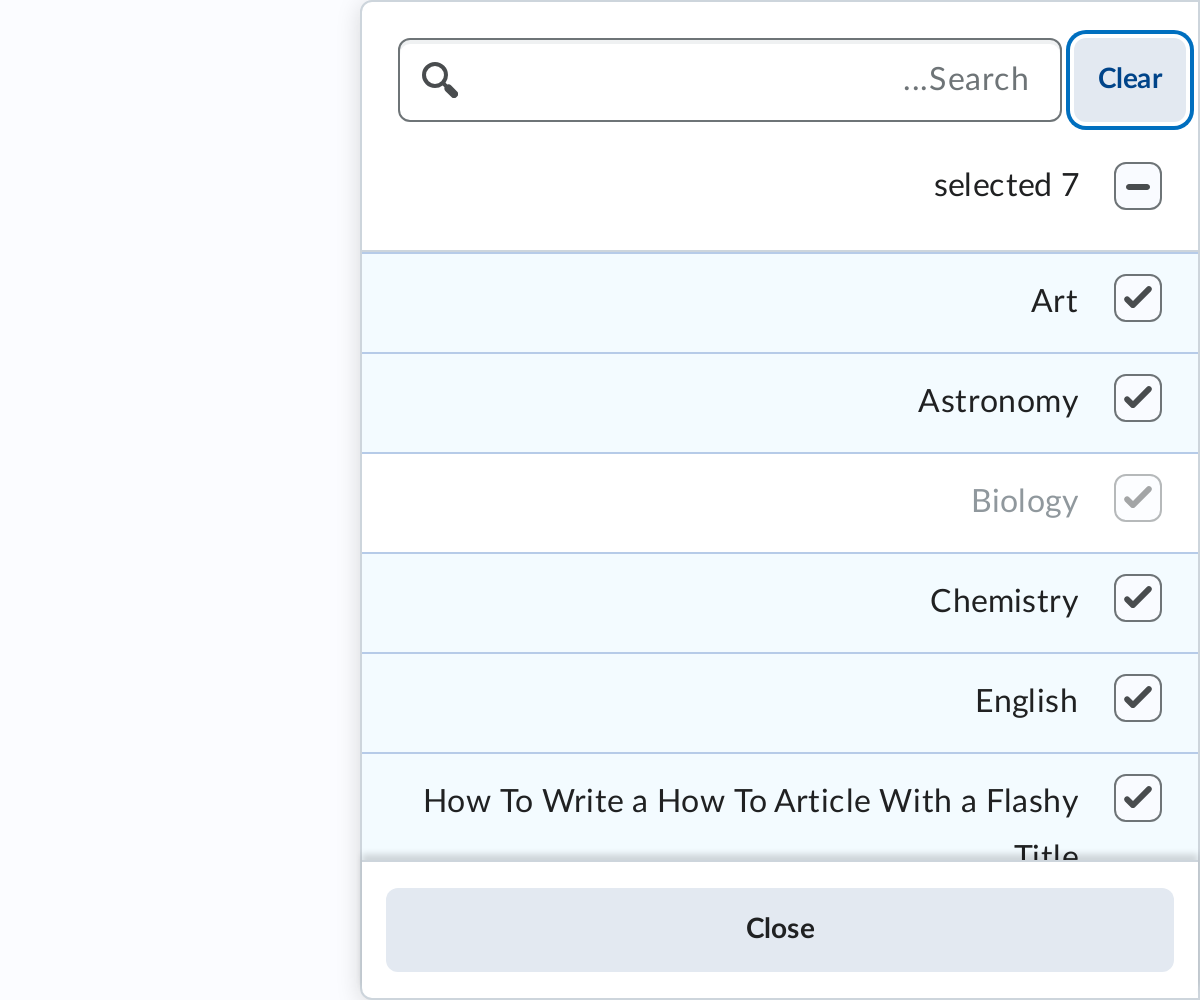 ...Search
Clear
selected 7
Art
Astronomy
Biology
Chemistry
English
How To Write a How To Article With a Flashy
Title
Close